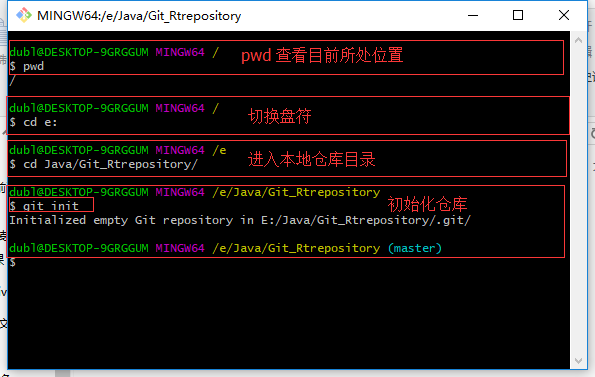 MINGW64:/e/Java/Git_Rtrepository
dubl@DESKTOP-9GRGGUM MINGW64 /
pwd 查看目前所处位置
$ pwd
/
dubl@DESKTOP-9GRGGUM MINGW64 /
切换盘符
$ cd e:
dubl@DESKTOP-9GRGGUM MINGW64 /e
进入本地仓库目录
$ cd Java/Git_Rtrepository/
dubl@DESKTOP-9GRGGUM MINGW64 /e/Java/Git_Rtrepository
初始化仓库
$ git init
Initialized empty Git repository in E:/Java/Git_Rtrepository/.git/
dubl@DESKTOP-9GRGGUM MINGW64 /e/Java/Git_Rtrepository (master)
$